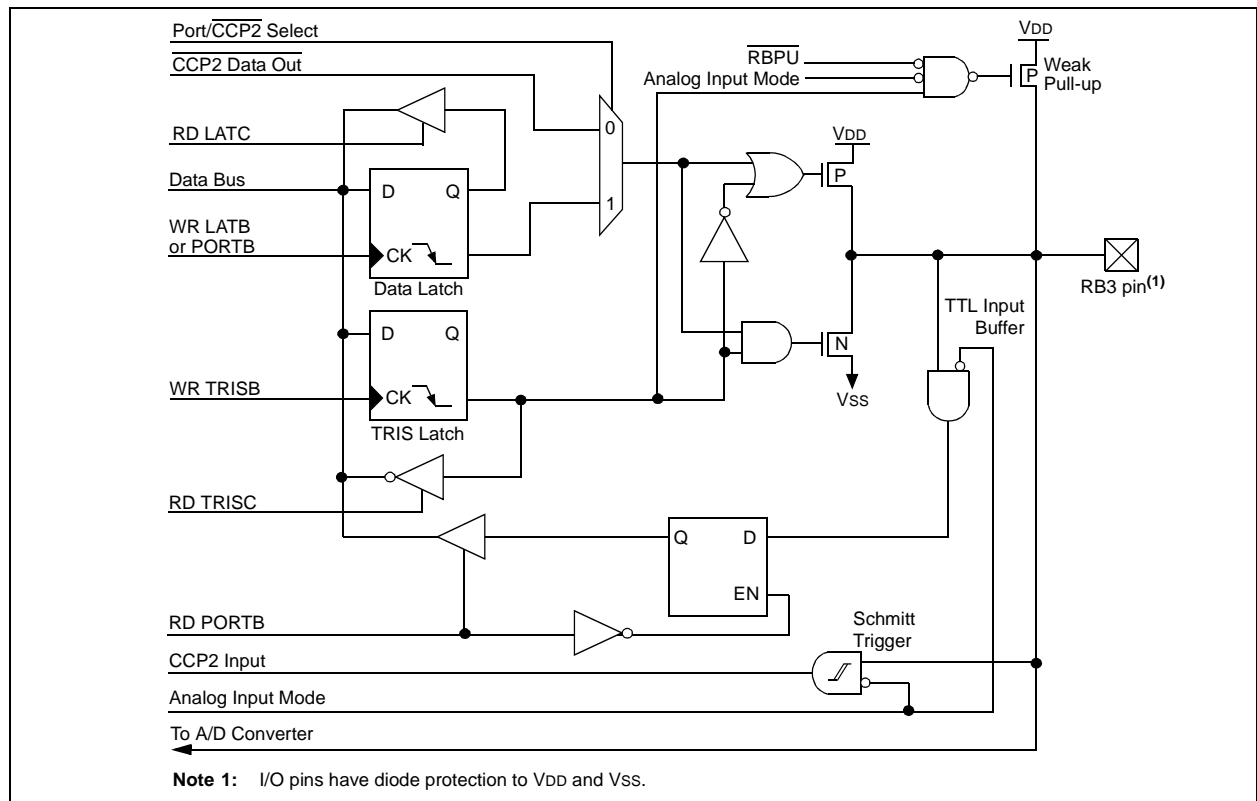 Port/CCP2 Select
CCP2 Data Out
RBPU
Analog Input Mode
VDD
Weak
Pull-up
P
RD LATC
0
VDD
Data Bus
D Q
P
WR LATB
or PORTB
1
CK
Data Latch
RB3 pin(1)
TTL Input
Buffer
D Q
N
WR TRISB
CK
VSS
TRIS Latch
RD TRISC
Q D
EN
RD PORTB
Schmitt
Trigger
CCP2 Input
Analog Input Mode
To A/D Converter
Note 1: I/O pins have diode protection to VDD and VSS.